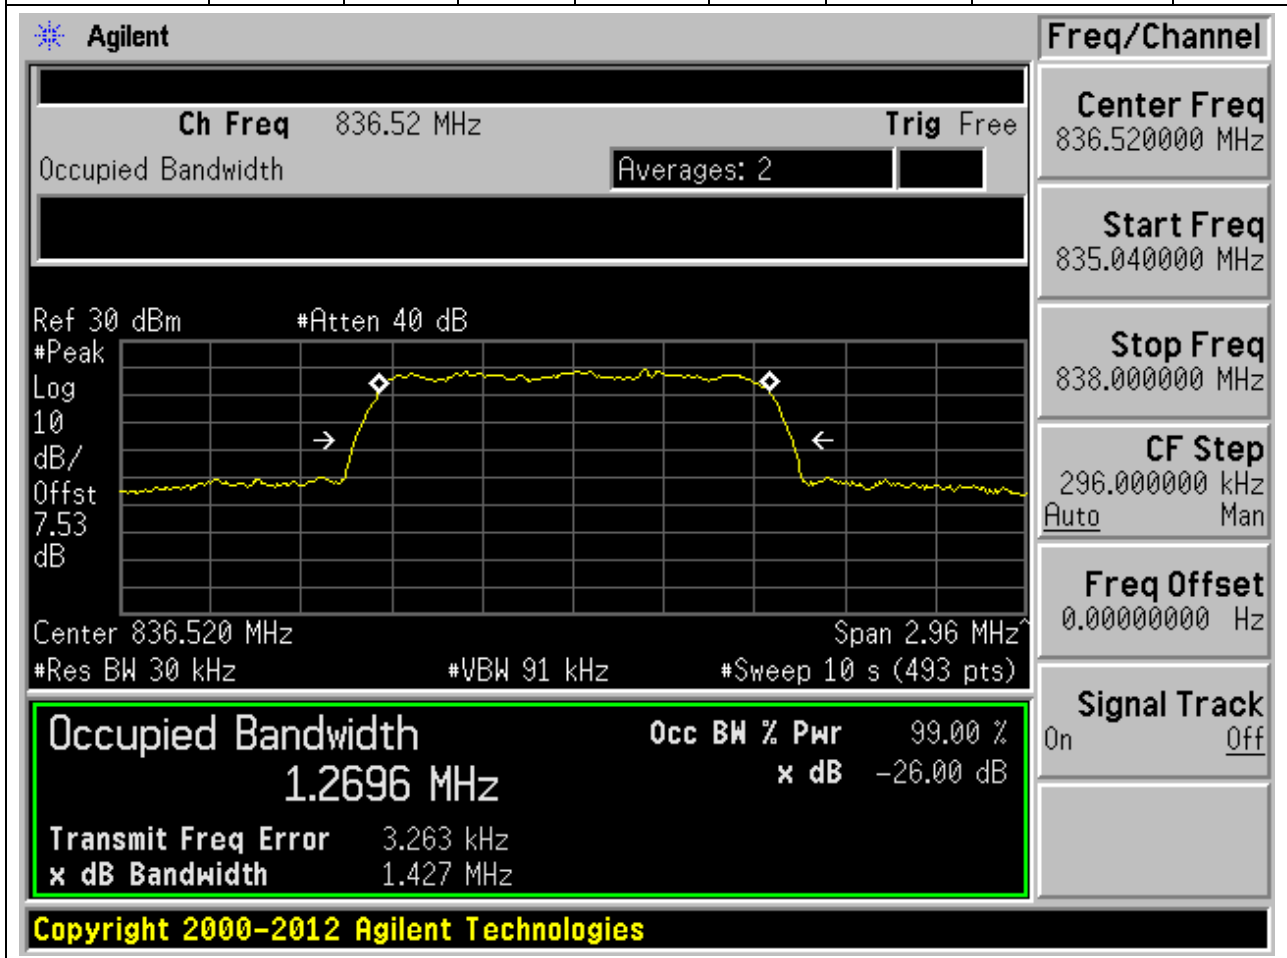 Agilent
Freq/Channel
Ch Freq 836.52 MHz Trig Free
Occupied Bandwidth Averages: 2
Center Freq
836.520000 MHz
Start Freq
835.040000 MHz
Stop Freq
838.000000 MHz
CF Step
296.000000 kHz
Auto Man
Freq Offset
0.00000000 Hz
Signal Track
On Off
Ref 30 dBm #Atten 40 dB
#Peak
Log
10
dB/
Offst
7.53
dB
Center 836.520 MHz Span 2.96 MHz^
#Res BW 30 kHz #VBW 91 kHz #Sweep 10 s (493 pts)
Occupied Bandwidth Occ BW % Pwr 99.00 %
1.2696 MHz x dB -26.00 dB
Transmit Freq Error 3.263 kHz
x dB Bandwidth 1.427 MHz
Copyright 2000-2012 Agilent Technologies